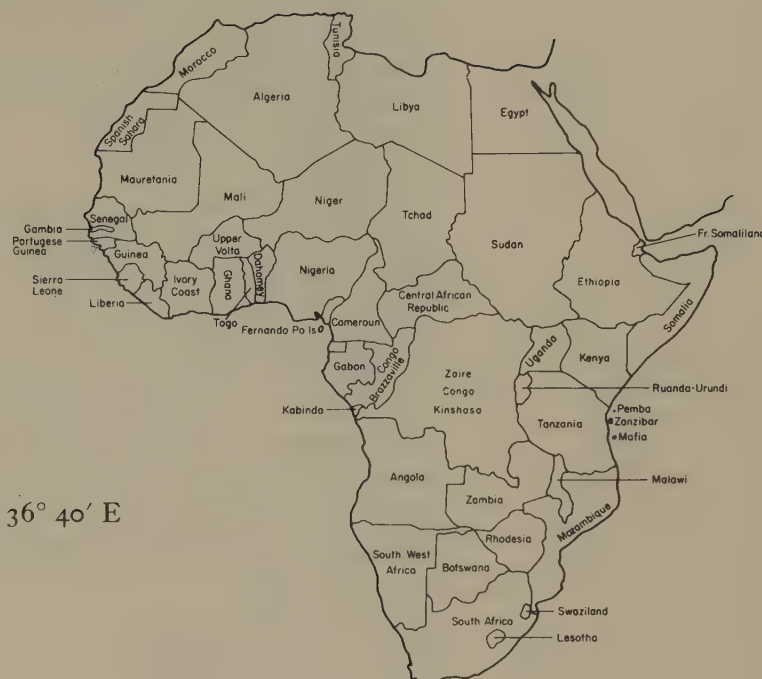 Tunisia
Morocco
Algeria
Libya
Egypt
Spanish
Sahara
Mauretania
Mali
Niger
Tchad
Sudan
Senegal
Gambia
Portugese
Guinea
Guinea
Sierra
Leone
Liberia
Ivory
Coast
Upper
Volta
Ghana
Togo
Dahomey
Nigeria
Fernando Po Is
Cameroun
Central African
Republic
Ethiopia
Fr. Somaliland
Somalia
Gabon
Congo
Brazzaville
Kabinda
Zaire
Congo
Kinshasa
Uganda
Kenya
Ruanda-Urundi
Tanzania
Pemba
Zanzibar
Mafia
Angola
Zambia
Malawi
Mozambique
36° 40′ E
Rhodesia
South West
Africa
Botswana
Swaziland
South Africa
Lesotha